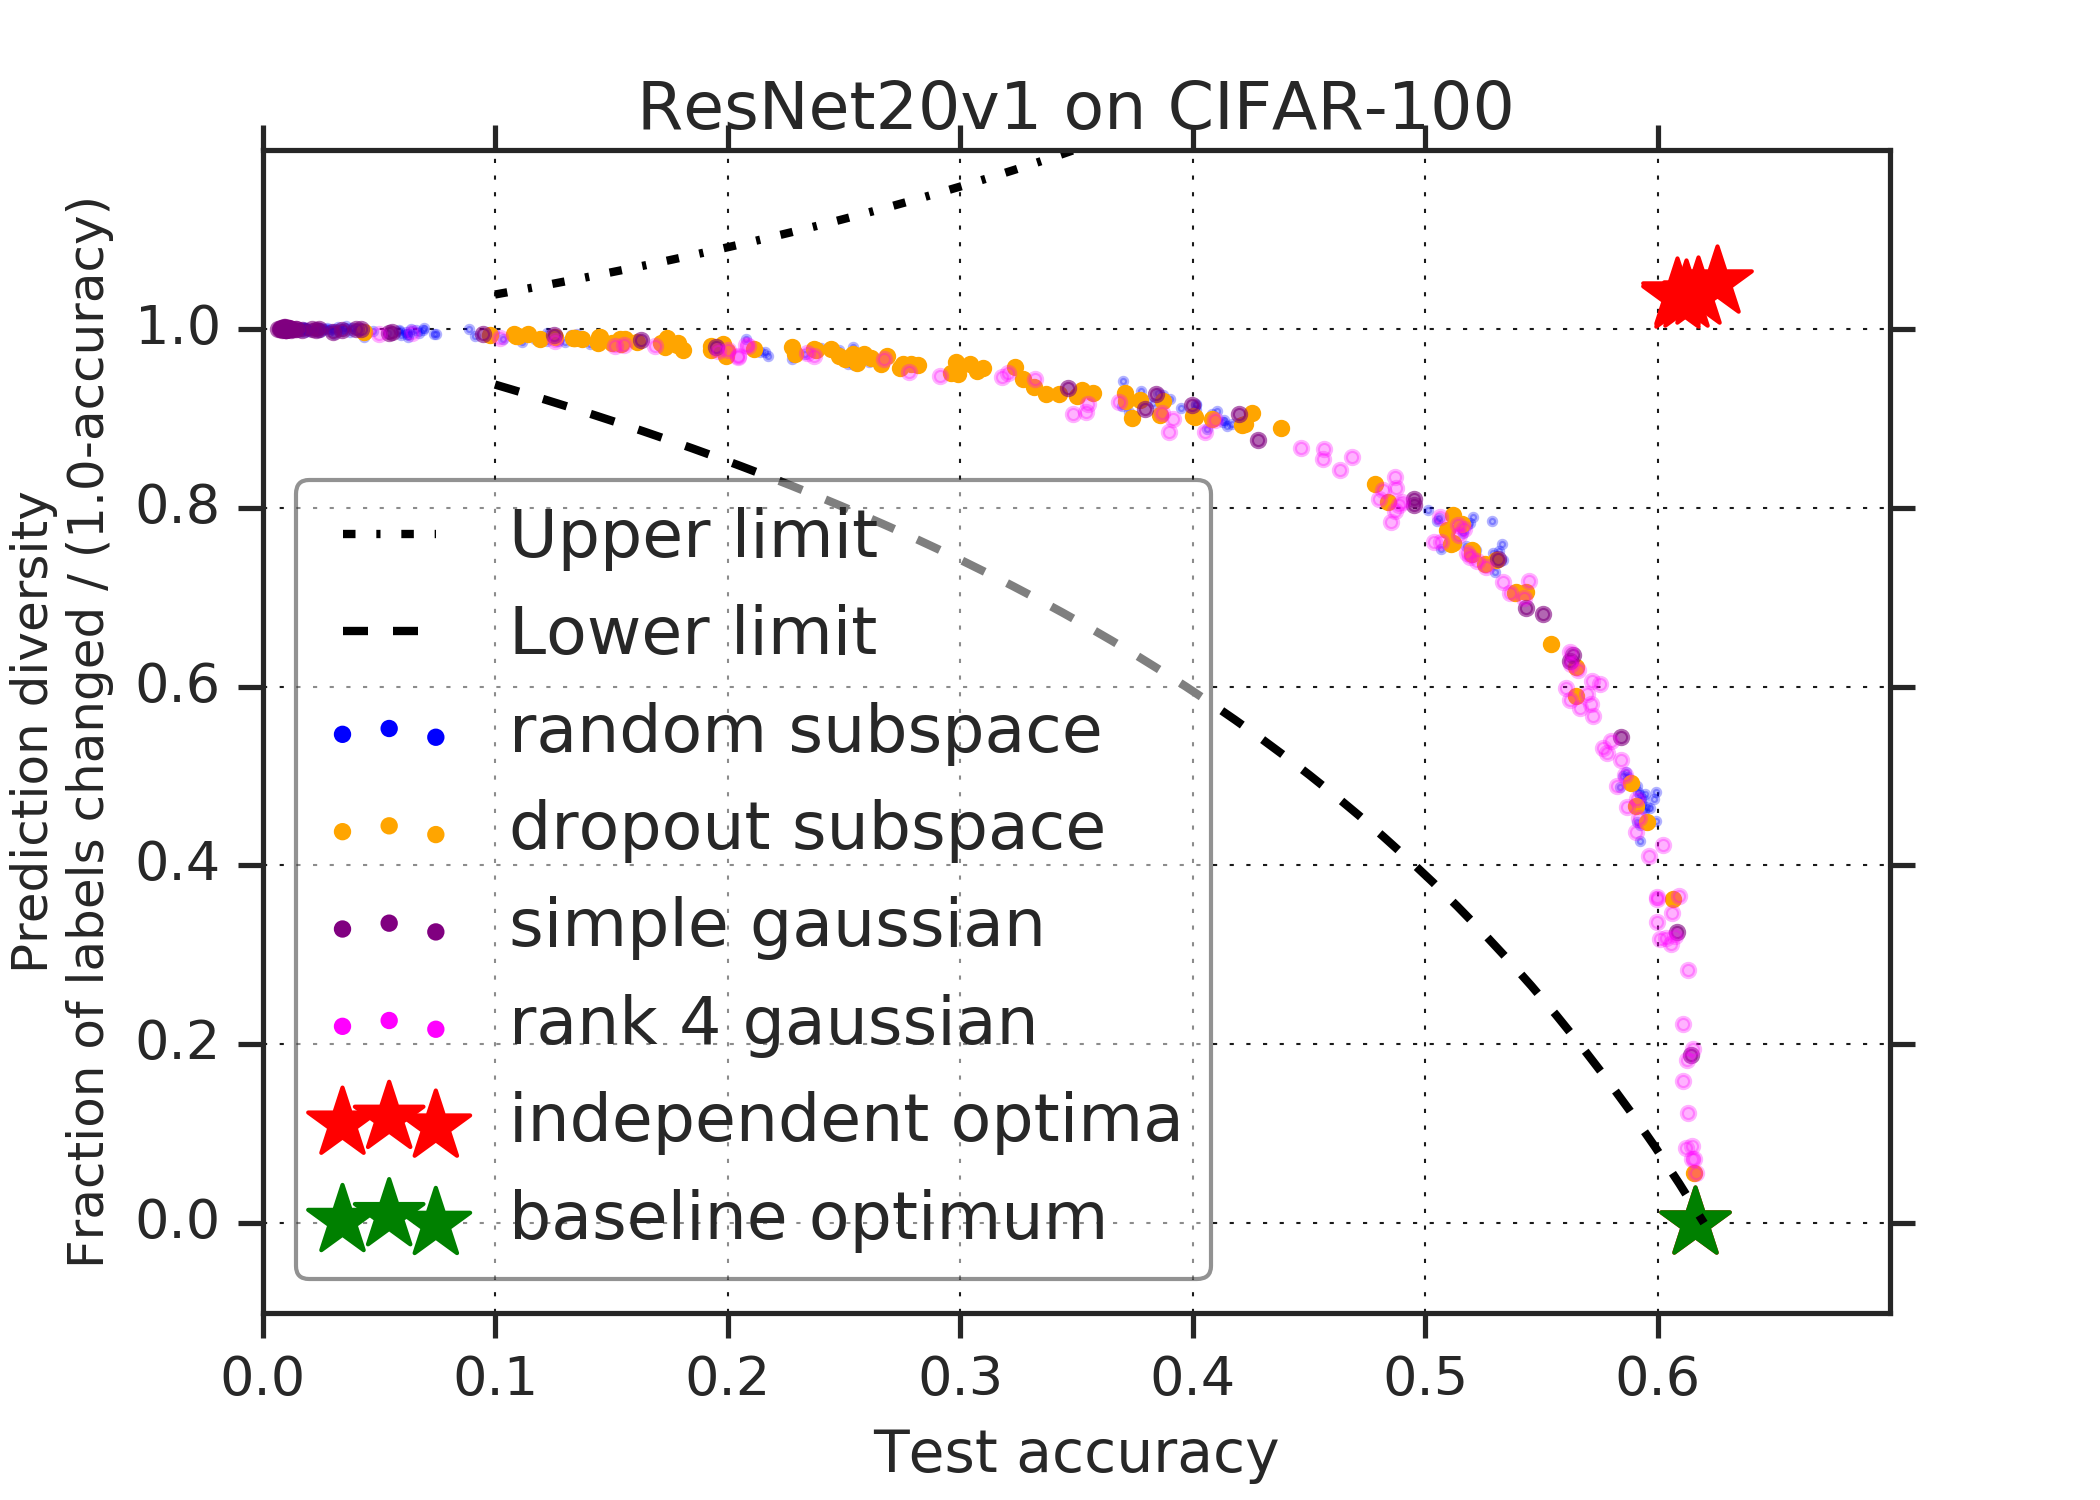 ResNet20v1 on CIFAR-100
Prediction diversity
Fraction of labels changed / (1.0-accuracy)
1.0
0.8
0.6
0.4
0.2
0.0
Upper limit
Lower limit
random subspace
dropout subspace
simple gaussian
rank 4 gaussian
independent optima
baseline optimum
0.0 0.1 0.2 0.3 0.4 0.5 0.6
Test accuracy